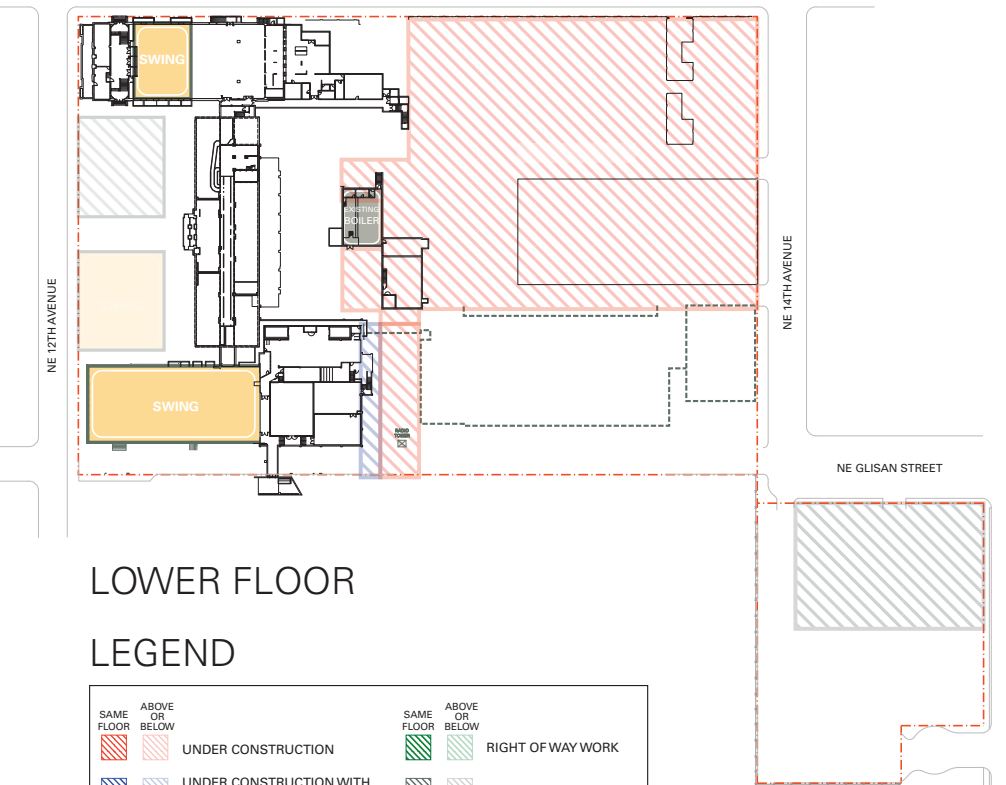 SWING
EXISTING
BOILER
NE 12TH AVENUE
NE 14TH AVENUE
SWING
RADIO
TOWER
NE GLISAN STREET
LOWER FLOOR
LEGEND
SAME
FLOOR
ABOVE
OR
BELOW
SAME
FLOOR
ABOVE
OR
BELOW
UNDER CONSTRUCTION
RIGHT OF WAY WORK
UNDER CONSTRUCTION WITH